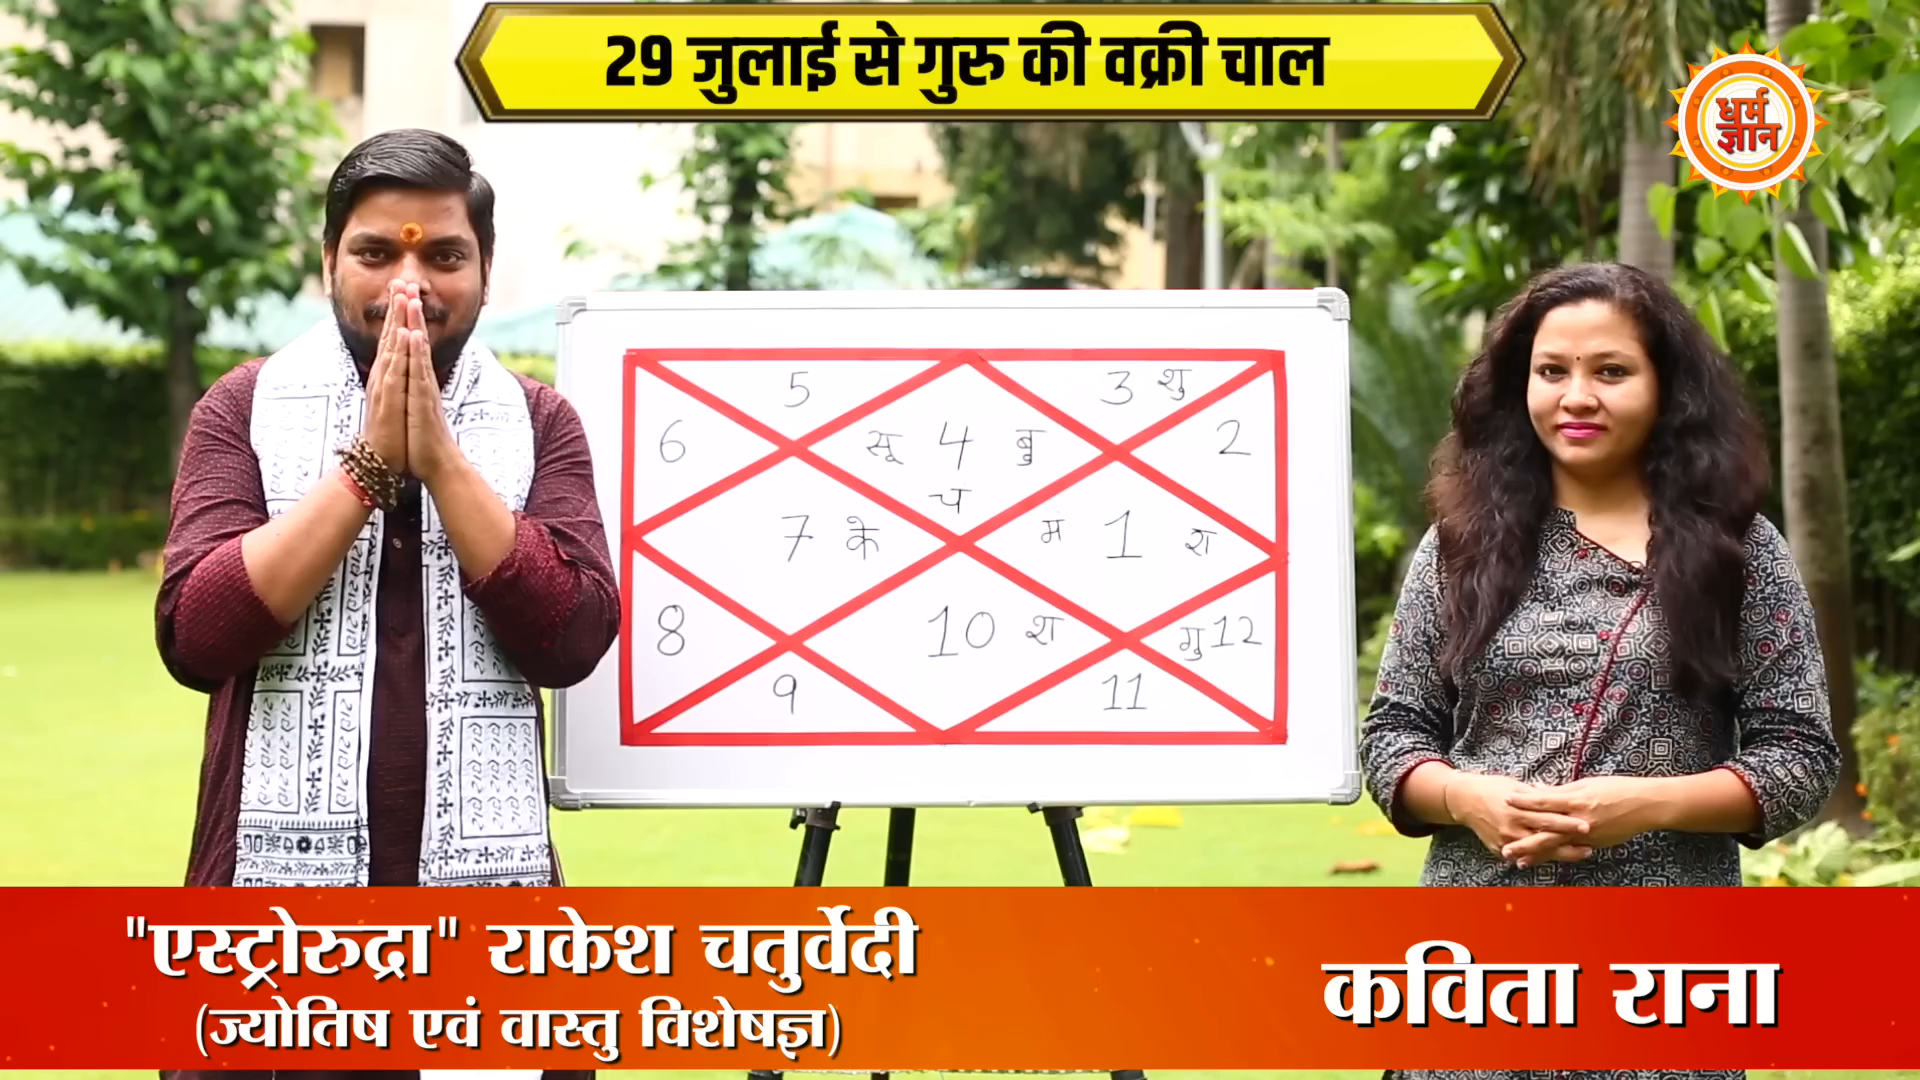 29 जुलाई से गुरु की वक्री चाल
धर्म
ज्ञान
5
3 शु
6
सू 4 बु
2
च
7 के
मं 1 रा
8
10 श
गु 12
9
11
"एस्ट्रोरुद्रा" राकेश चतुर्वेदी
(ज्योतिष एवं वास्तु विशेषज्ञ)
कविता राना